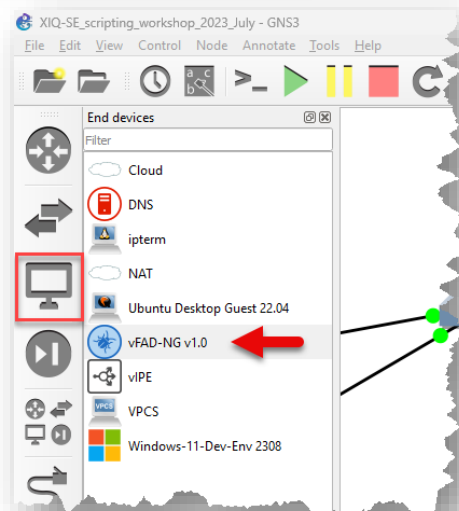 XIQ-SE_scripting_workshop_2023_July - GNS3
File Edit View Control Node Annotate Tools Help
End devices
Filter
Cloud
DNS
ipterm
NAT
Ubuntu Desktop Guest 22.04
vFAD-NG v1.0
vIPE
VPCS
VPCS
Windows-11-Dev-Env 2308